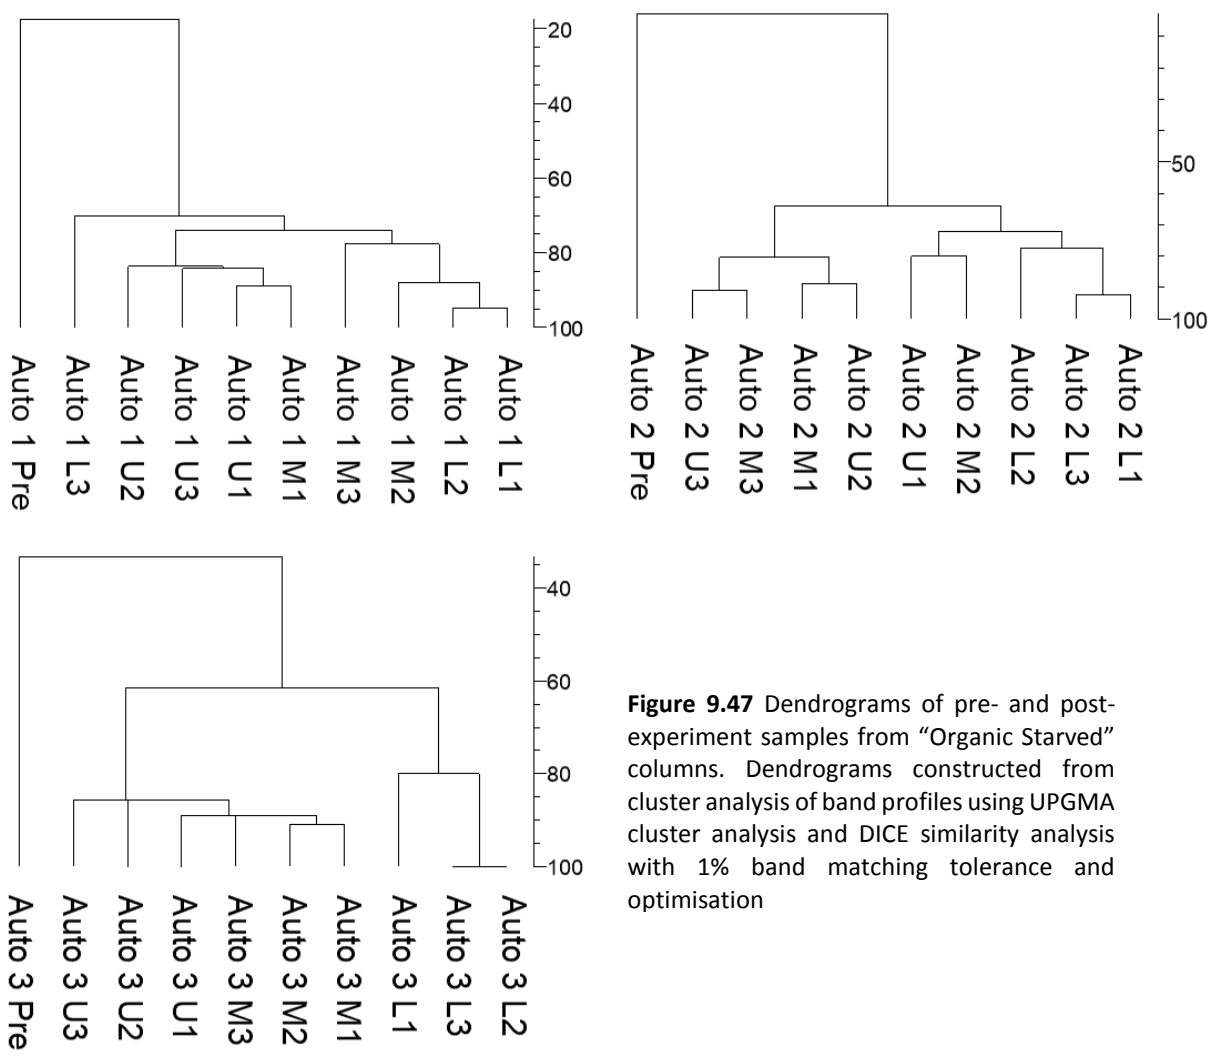 20
40
60
80
100
Auto 1 Pre
Auto 1 L3
Auto 1 U2
Auto 1 U3
Auto 1 U1
Auto 1 M1
Auto 1 M3
Auto 1 M2
Auto 1 L2
Auto 1 L1
50
100
Auto 2 Pre
Auto 2 U3
Auto 2 M3
Auto 2 M1
Auto 2 U2
Auto 2 U1
Auto 2 M2
Auto 2 L2
Auto 2 L3
Auto 2 L1
40
60
80
100
Auto 3 Pre
Auto 3 U3
Auto 3 U2
Auto 3 U1
Auto 3 M3
Auto 3 M2
Auto 3 M1
Auto 3 L1
Auto 3 L3
Auto 3 L2
Figure 9.47 Dendrograms of pre- and post-
experiment samples from “Organic Starved”
columns. Dendrograms constructed from
cluster analysis of band profiles using UPGMA
cluster analysis and DICE similarity analysis
with 1% band matching tolerance and
optimisation